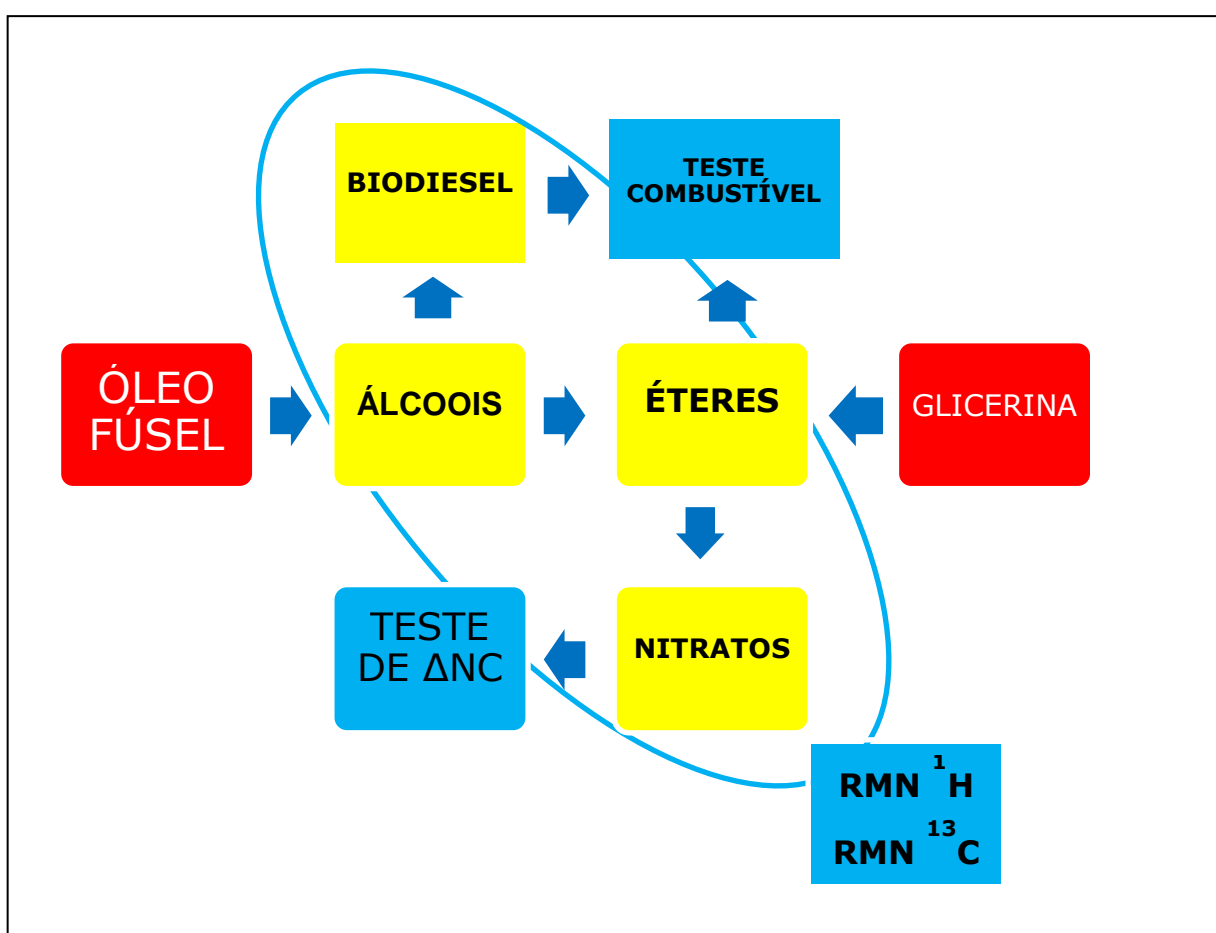 BIODIESEL
TESTE
COMBUSTÍVEL
ÓLEO
FÚSEL
ÁLCOOIS
ÉTERES
GLICERINA
TESTE
DE ΔNC
NITRATOS
RMN ¹H
RMN ¹³C